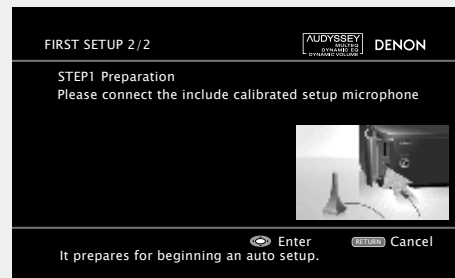 FIRST SETUP 2/2
AUDYSSEY
MULTEQ
DYNAMIC EQ
DYNAMIC VOLUME
DENON
STEP1 Preparation
Please connect the include calibrated setup microphone
Enter
RETURN Cancel
It prepares for beginning an auto setup.